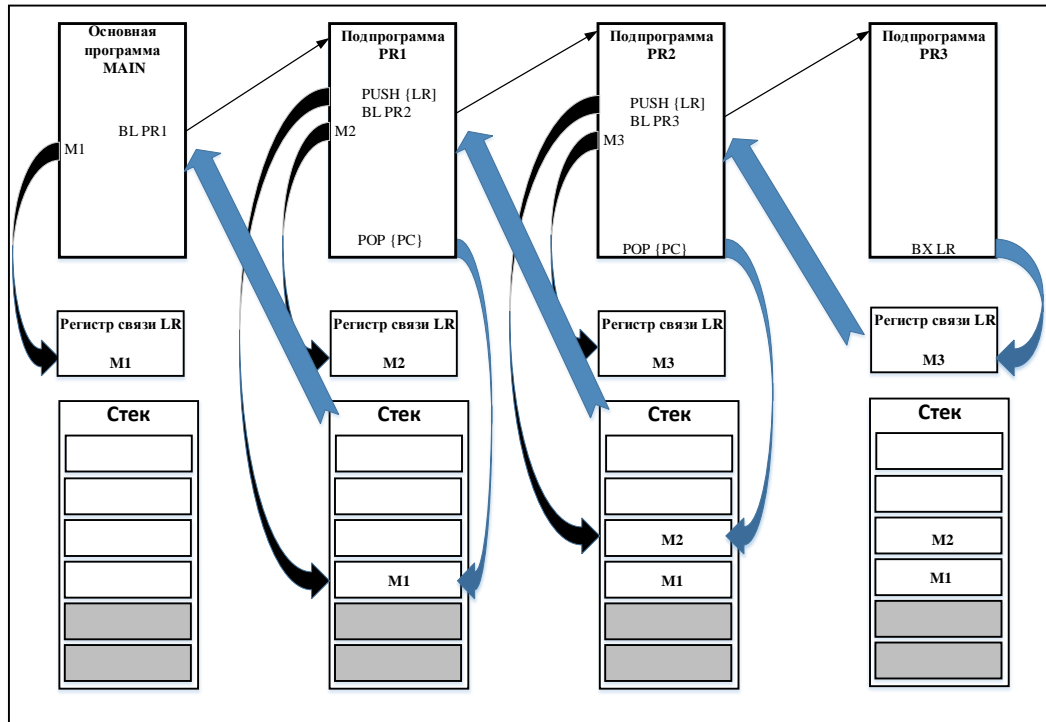 Основная
программа
MAIN
BL PR1
M1
Регистр связи LR
M1
Стек
Подпрограмма
PR1
PUSH {LR]
BL PR2
M2
POP {PC}
Регистр связи LR
M2
Стек
M1
Подпрограмма
PR2
PUSH {LR]
BL PR3
M3
POP {PC}
Регистр связи LR
M3
Стек
M2
M1
Подпрограмма
PR3
BX LR
Регистр связи LR
M3
Стек
M2
M1